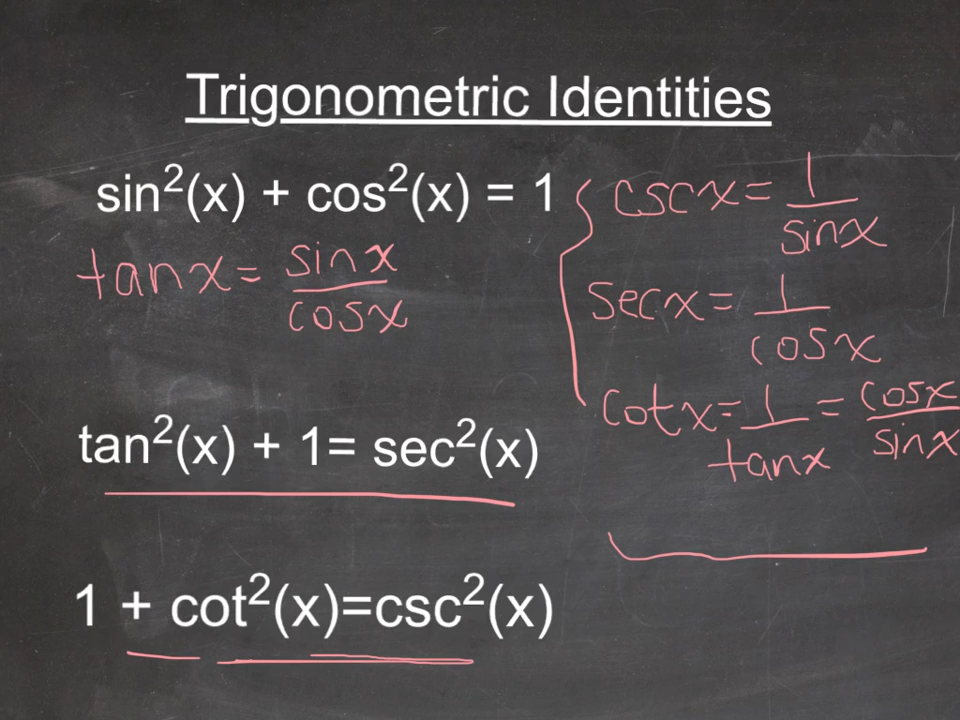 Trigonometric Identities
sin²(x) + cos²(x) = 1
tanx = sinx/cosx
tan²(x) + 1= sec²(x)
1 + cot²(x)=csc²(x)
cscx = 1/sinx
secx = 1/cosx
cotx = 1/tanx = cosx/sinx